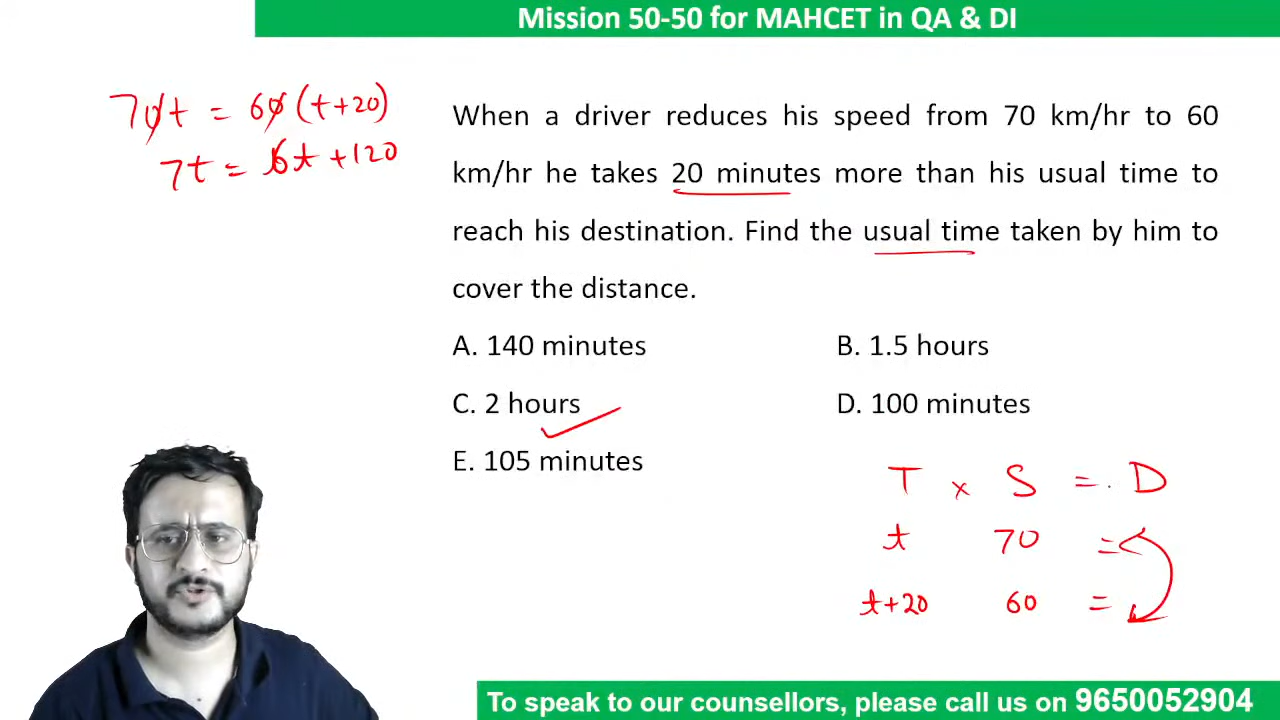 Mission 50-50 for MAHCET in QA & DI
70t = 60 (t+20)
7t = 6t +120
When a driver reduces his speed from 70 km/hr to 60
km/hr he takes 20 minutes more than his usual time to
reach his destination. Find the usual time taken by him to
cover the distance.
A. 140 minutes
B. 1.5 hours
C. 2 hours
D. 100 minutes
E. 105 minutes
T × S = D
t 70 =
t+20 60 =
To speak to our counsellors, please call us on 9650052904